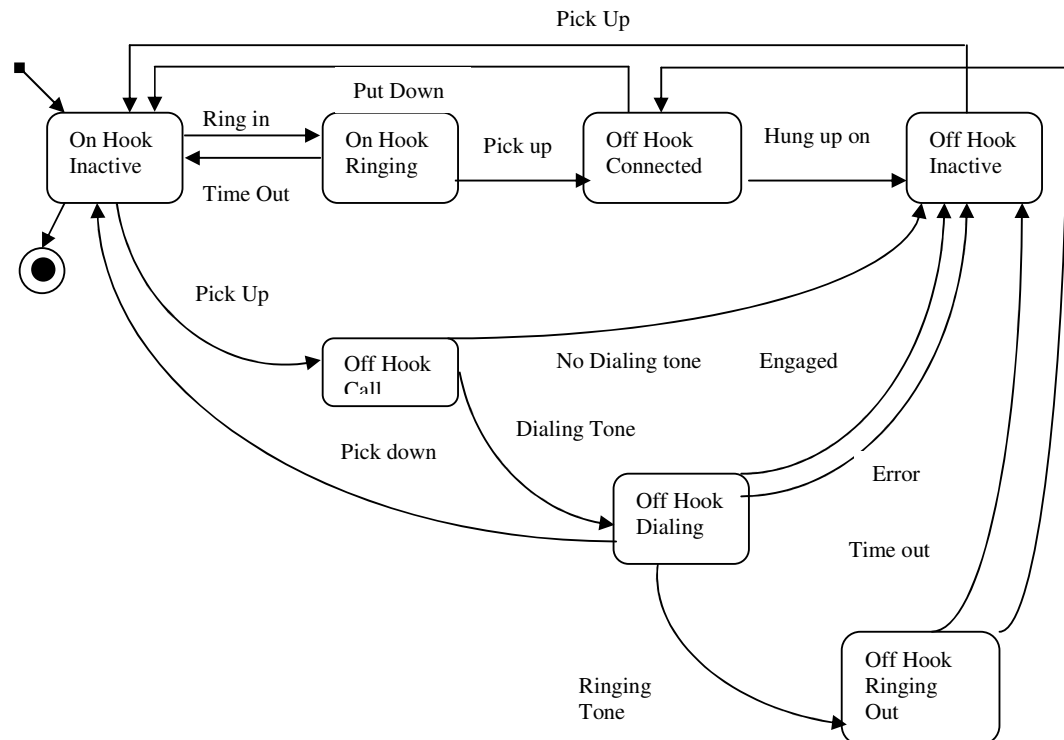 Pick Up
Put Down
Ring in
On Hook
Inactive
On Hook
Ringing
Pick up
Off Hook
Connected
Hung up on
Off Hook
Inactive
Time Out
Pick Up
Off Hook
Call
No Dialing tone
Engaged
Dialing Tone
Pick down
Error
Off Hook
Dialing
Time out
Off Hook
Ringing
Out
Ringing
Tone